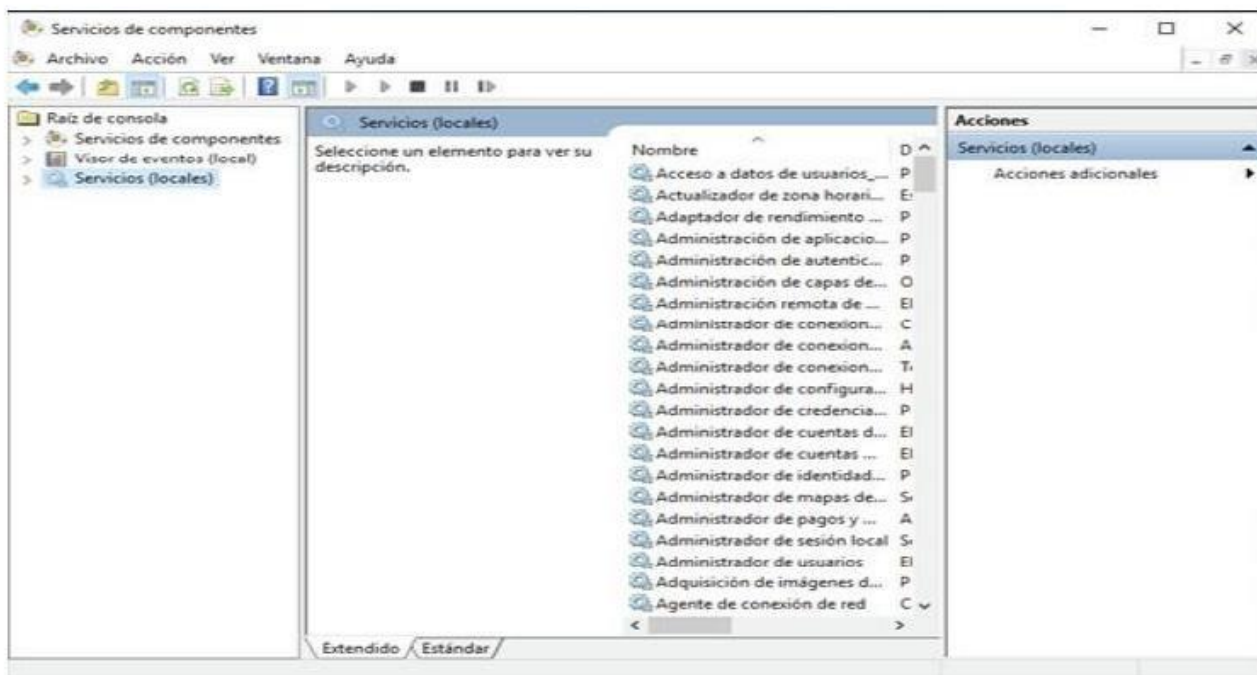 Servicios de componentes
Archivo Acción Ver Ventana Ayuda
Raíz de consola
Servicios de componentes
Visor de eventos (local)
Servicios (locales)
Servicios (locales)
Seleccione un elemento para ver su
descripción.
Nombre D
Acceso a datos de usuarios_... P
Actualizador de zona horari... E
Adaptador de rendimiento ... P
Administración de aplicacio... P
Administración de autentic... P
Administración de capas de... O
Administración remota de ... El
Administrador de conexion... C
Administrador de conexion... A
Administrador de conexion... T
Administrador de configura... H
Administrador de credencia... P
Administrador de cuentas d... El
Administrador de cuentas ... El
Administrador de identidad... P
Administrador de mapas de... S
Administrador de pagos y ... A
Administrador de sesión local S
Administrador de usuarios El
Adquisición de imágenes d... P
Agente de conexión de red C
Extendido Estándar
Acciones
Servicios (locales)
Acciones adicionales